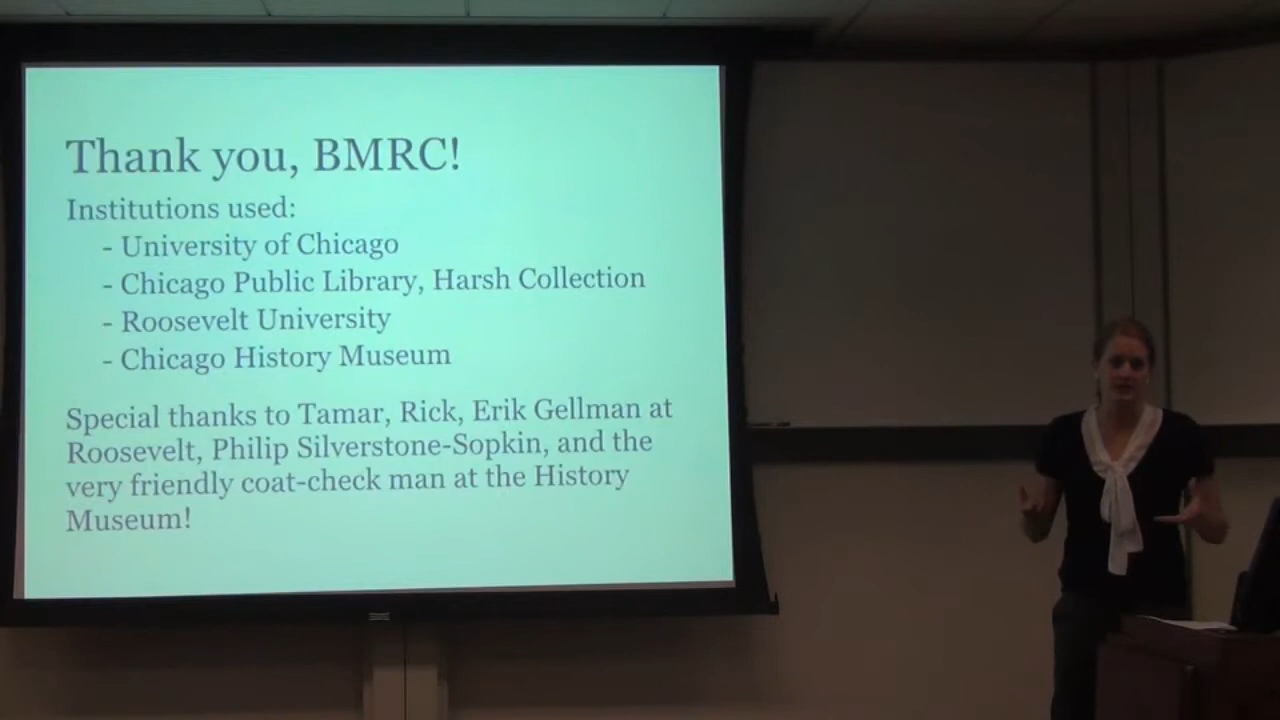 Thank you, BMRC!
Institutions used:
- University of Chicago
- Chicago Public Library, Harsh Collection
- Roosevelt University
- Chicago History Museum
Special thanks to Tamar, Rick, Erik Gellman at
Roosevelt, Philip Silverstone-Sopkin, and the
very friendly coat-check man at the History
Museum!